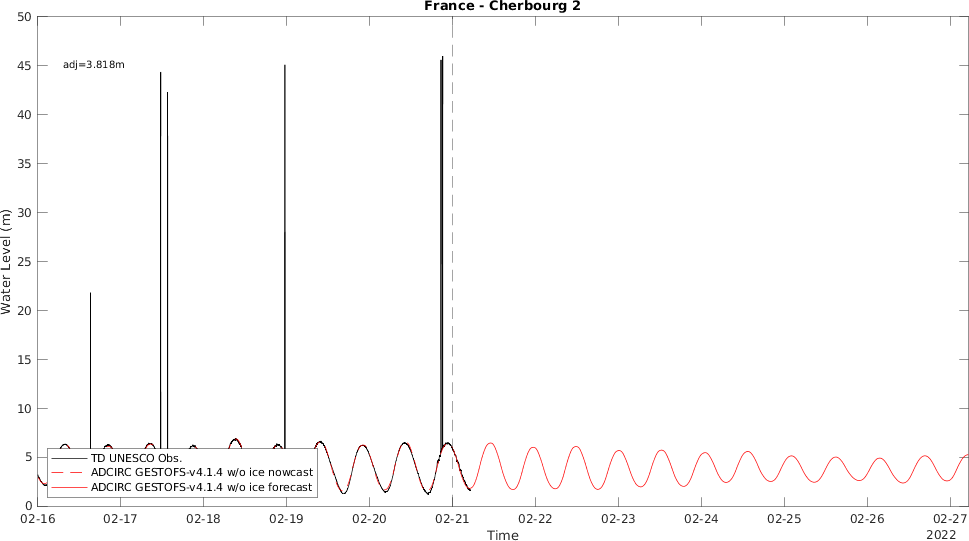 France - Cherbourg 2
50
45
40
35
30
25
20
15
10
5
0
adj=3.818m
Water Level (m)
TD UNESCO Obs.
ADCIRC GESTOFS-v4.1.4 w/o ice nowcast
ADCIRC GESTOFS-v4.1.4 w/o ice forecast
02-16 02-17 02-18 02-19 02-20 02-21 02-22 02-23 02-24 02-25 02-26 02-27
Time
2022